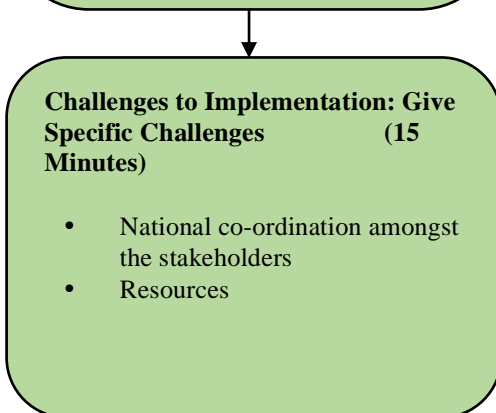 Challenges to Implementation: Give
Specific Challenges (15
Minutes)
• National co-ordination amongst
the stakeholders
• Resources